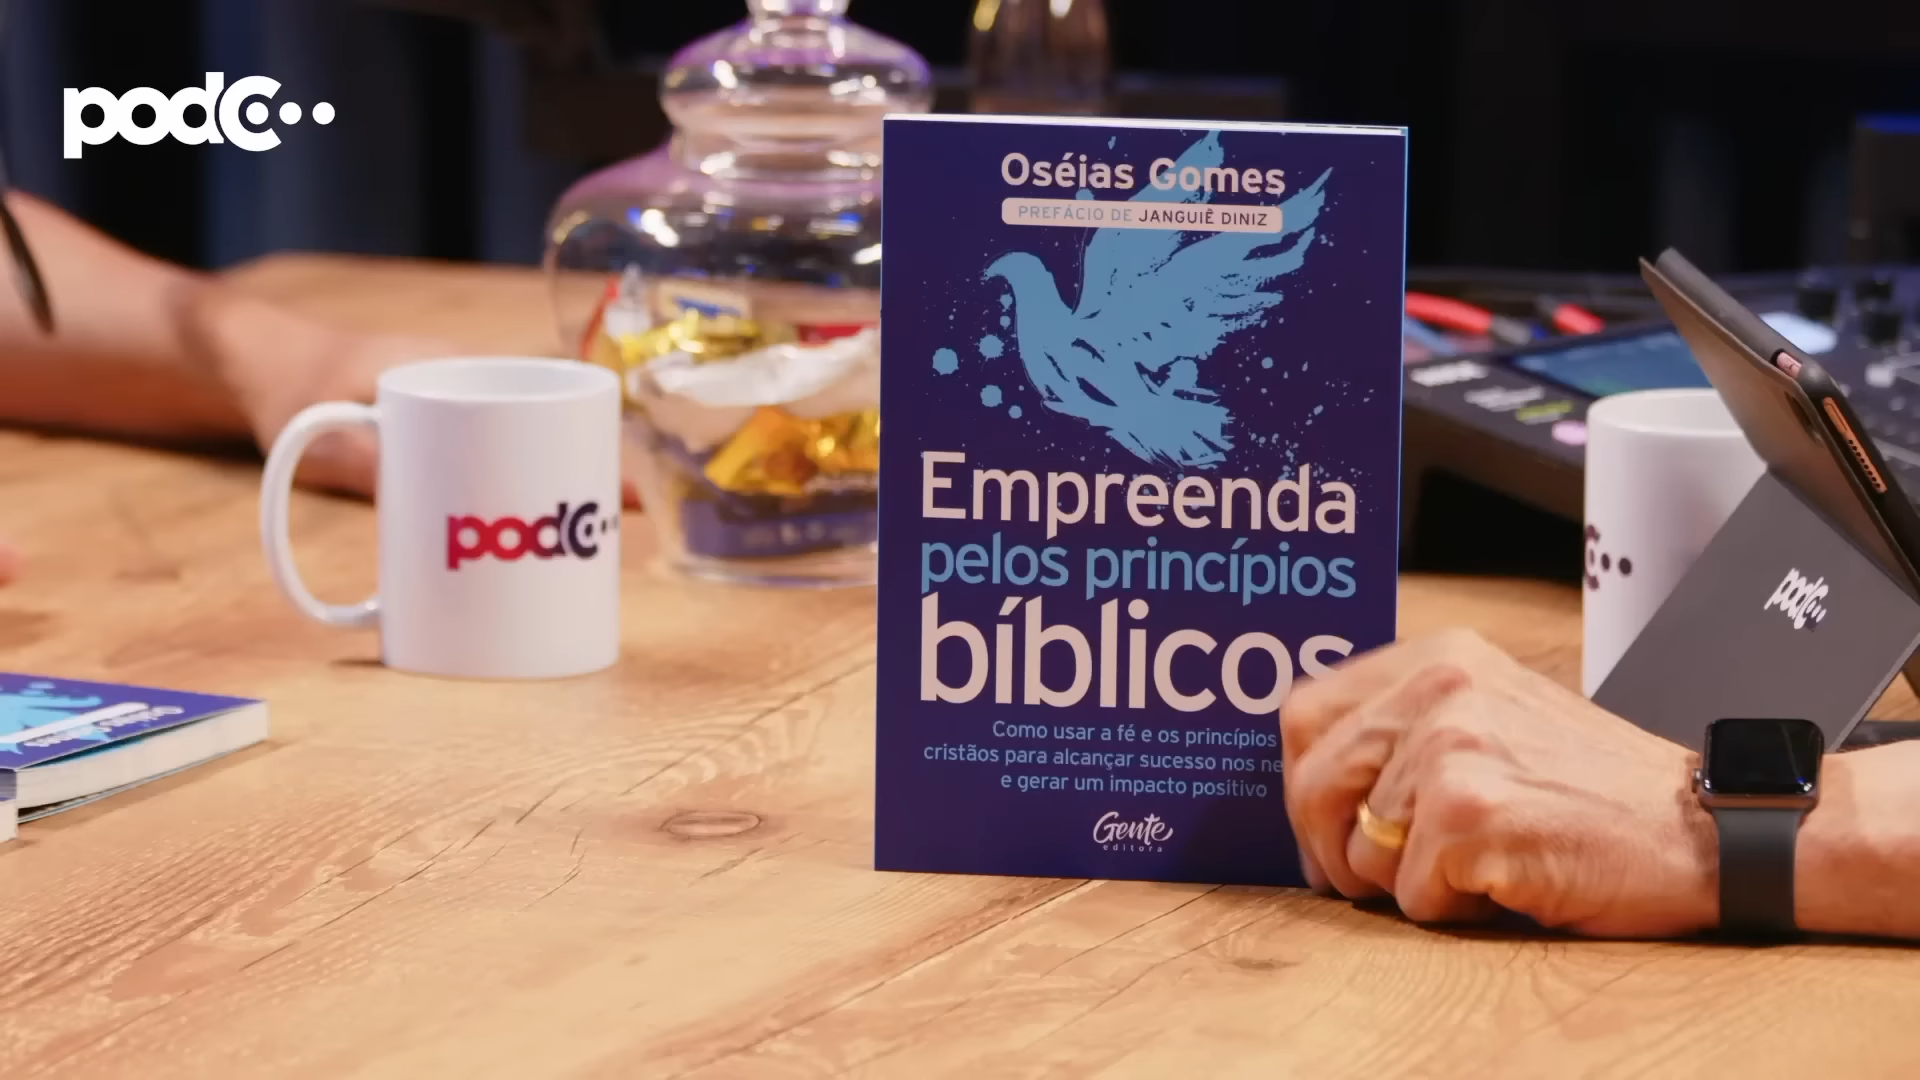 podC
Oséias Gomes
PREFÁCIO DE JANGUIÊ DINIZ
Empreenda
pelos princípios
bíblicos
Como usar a fé e os princípios
cristãos para alcançar sucesso nos
e gerar um impacto positivo
Gente
editora
podC
podC